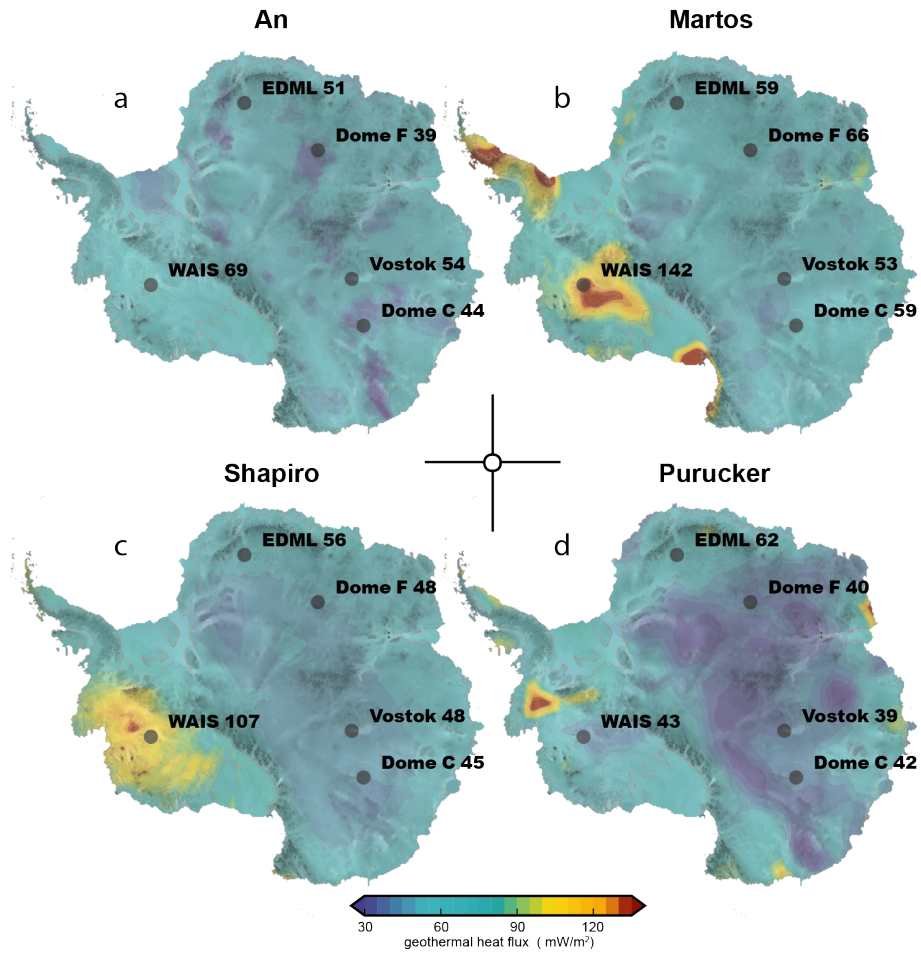 An
Martos
a
EDML 51
Dome F 39
WAIS 69
Vostok 54
Dome C 44
b
EDML 59
Dome F 66
WAIS 142
Vostok 53
Dome C 59
Shapiro
Purucker
c
EDML 56
Dome F 48
WAIS 107
Vostok 48
Dome C 45
d
EDML 62
Dome F 40
WAIS 43
Vostok 39
Dome C 42
30 60 90 120
geothermal heat flux ( mW/m²)